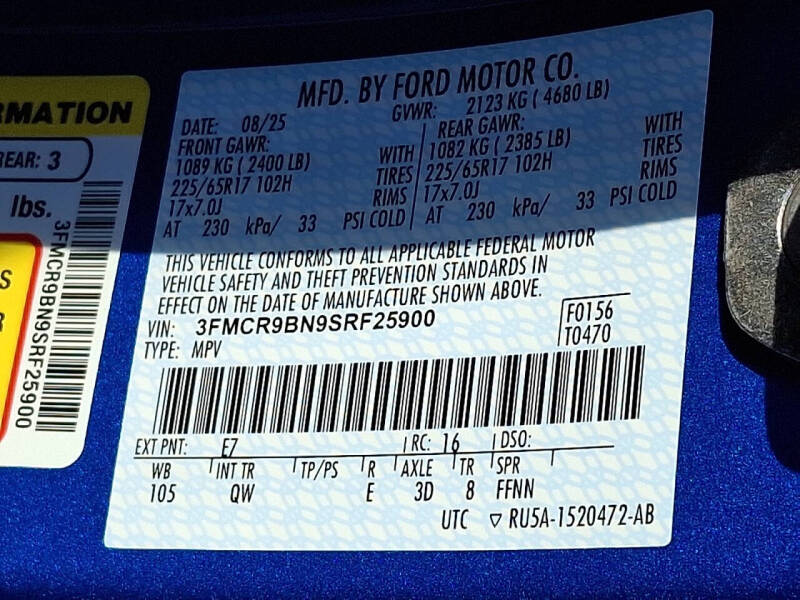 RMATION
REAR: 3
lbs.
3FMCR9BN9SRF25900
S
R
MFD. BY FORD MOTOR CO.
DATE: 08/25 GVWR: 2123 KG ( 4680 LB)
FRONT GAWR: REAR GAWR:
1089 KG ( 2400 LB) WITH 1082 KG ( 2385 LB) WITH
225/65R17 102H TIRES 225/65R17 102H TIRES
17x7.0J RIMS 17x7.0J RIMS
AT 230 kPa/ 33 PSI COLD AT 230 kPa/ 33 PSI COLD
THIS VEHICLE CONFORMS TO ALL APPLICABLE FEDERAL MOTOR
VEHICLE SAFETY AND THEFT PREVENTION STANDARDS IN
EFFECT ON THE DATE OF MANUFACTURE SHOWN ABOVE.
VIN: 3FMCR9BN9SRF25900 F0156
TYPE: MPV T0470
EXT PNT: E7 RC: 16 DSO:
WB INT TR TP/PS R AXLE TR SPR
105 QW E 3D 8 FFNN
UTC ▽ RU5A-1520472-AB